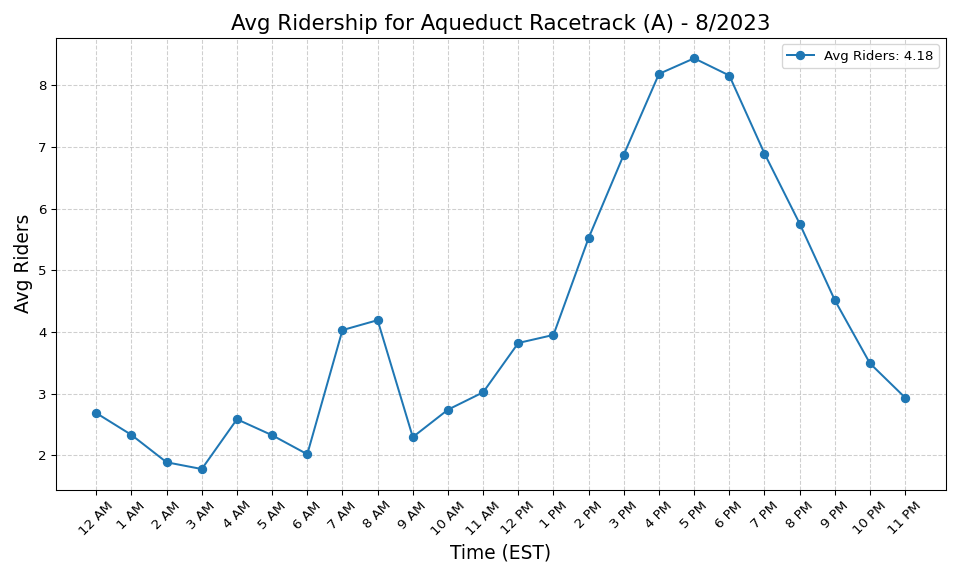 Avg Ridership for Aqueduct Racetrack (A) - 8/2023
Avg Riders: 4.18
Avg Riders
8
7
6
5
4
3
2
12 AM
1 AM
2 AM
3 AM
4 AM
5 AM
6 AM
7 AM
8 AM
9 AM
10 AM
11 AM
12 PM
1 PM
2 PM
3 PM
4 PM
5 PM
6 PM
7 PM
8 PM
9 PM
10 PM
11 PM
Time (EST)